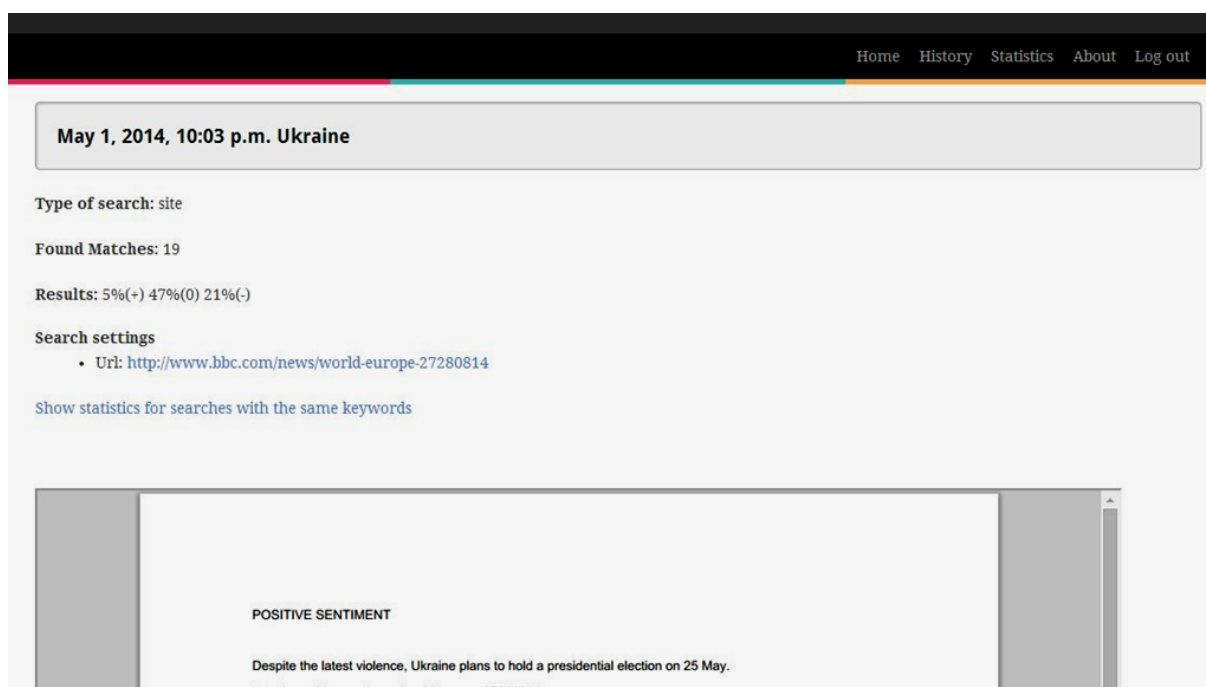 Home History Statistics About Log out
May 1, 2014, 10:03 p.m. Ukraine
Type of search: site
Found Matches: 19
Results: 5%(+) 47%(0) 21%(-)
Search settings
• Url: http://www.bbc.com/news/world-europe-27280814
Show statistics for searches with the same keywords
POSITIVE SENTIMENT
Despite the latest violence, Ukraine plans to hold a presidential election on 25 May.